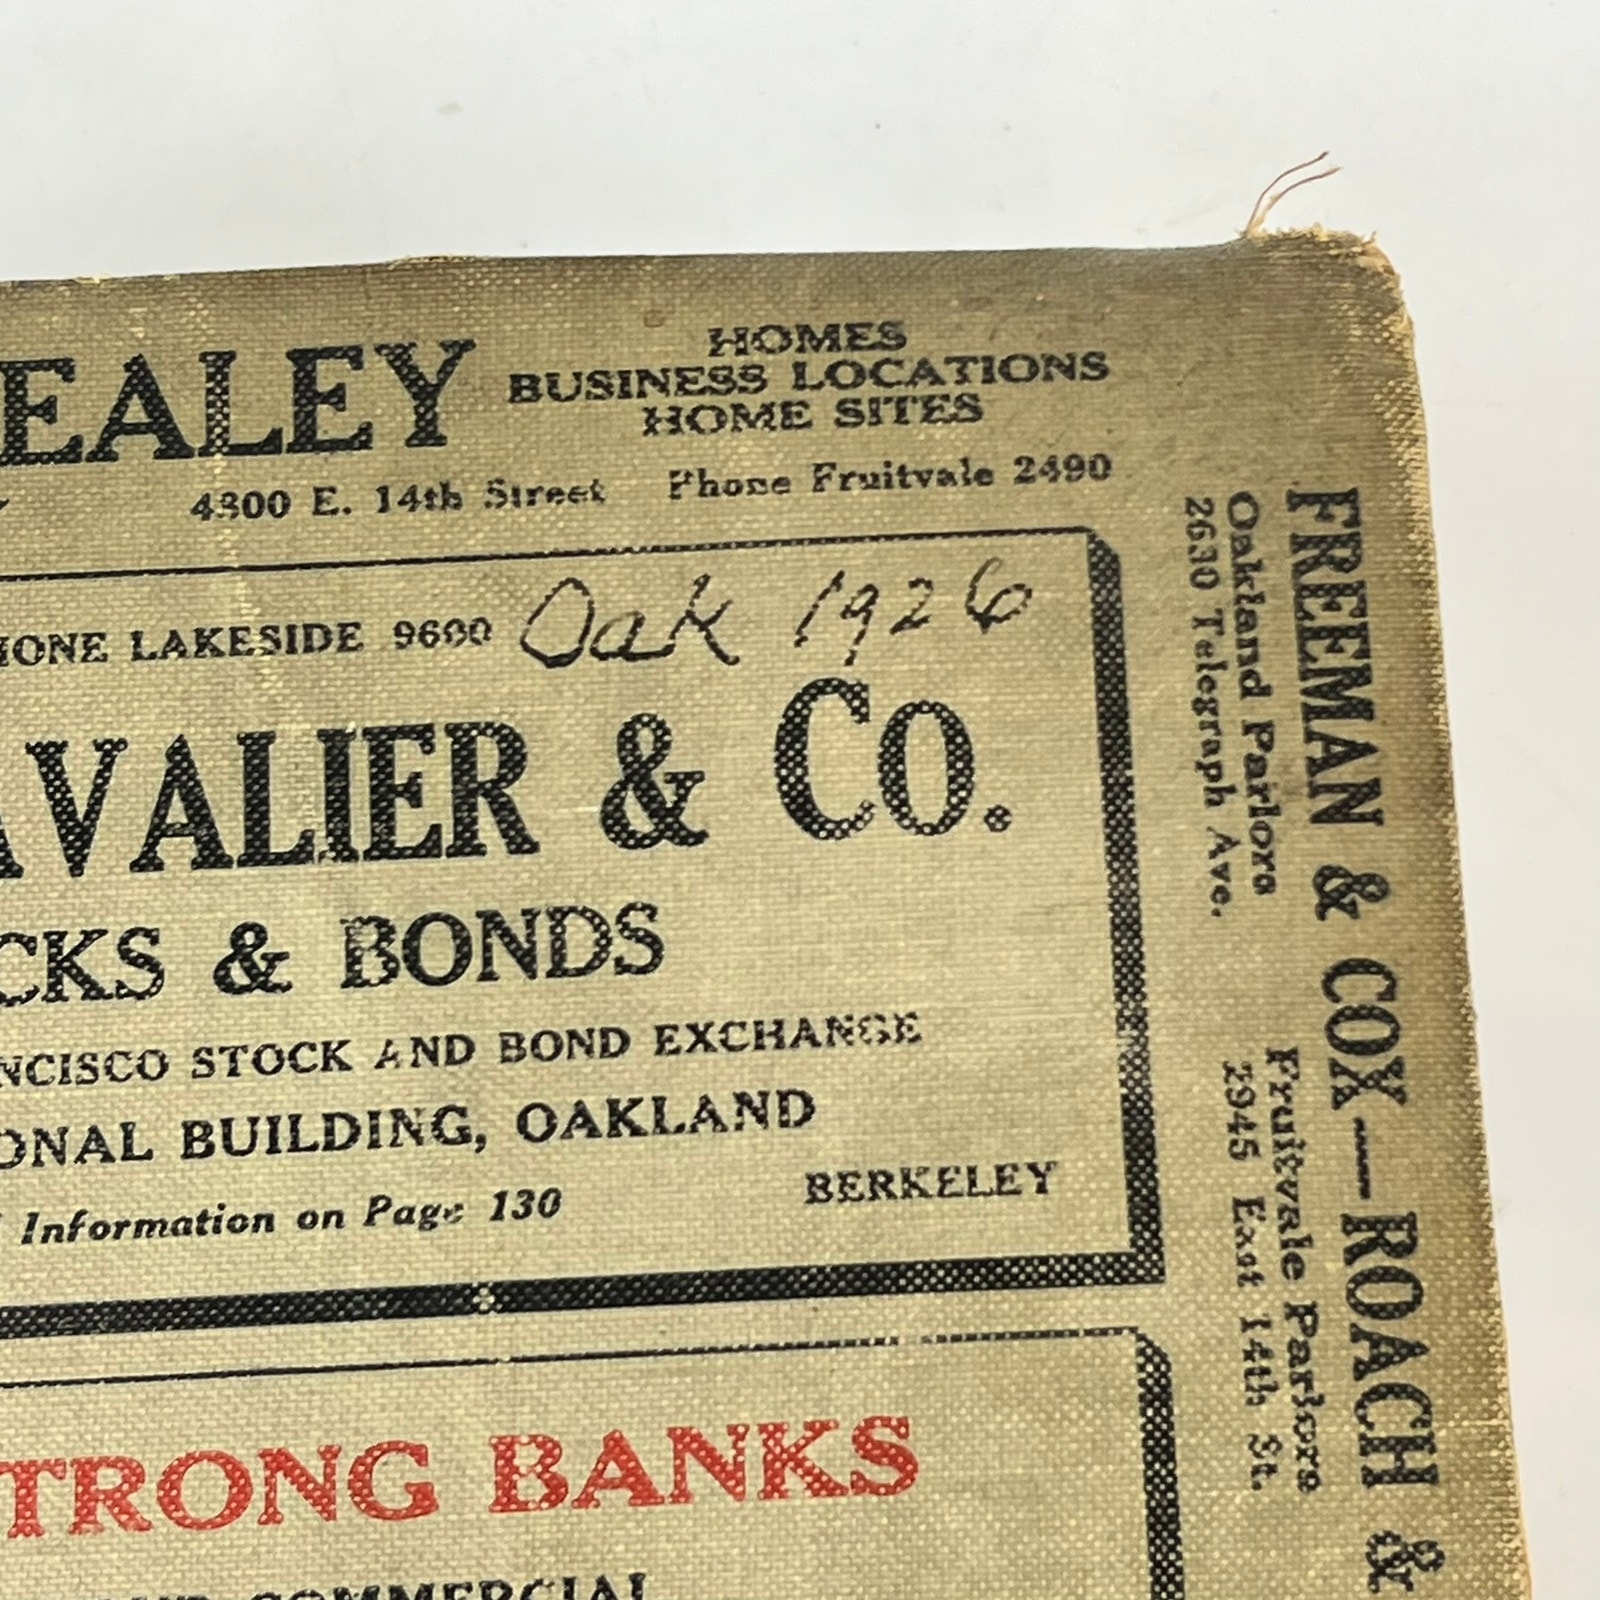 EALEY
HOMES
BUSINESS LOCATIONS
HOME SITES
4300 E. 14th Street Phone Fruitvale 2490
HONE LAKESIDE 9600 Oak 1926
AVALIER & Co.
CKS & BONDS
NCISCO STOCK AND BOND EXCHANGE
ONAL BUILDING, OAKLAND
BERKELEY
Information on Page 130
TRONG BANKS
COMMERCIAL
FREEMAN & COX—ROACH &
Oakland Parlors
2630 Telegraph Ave.
Fruitvale Parlors
2945 East 14th St.